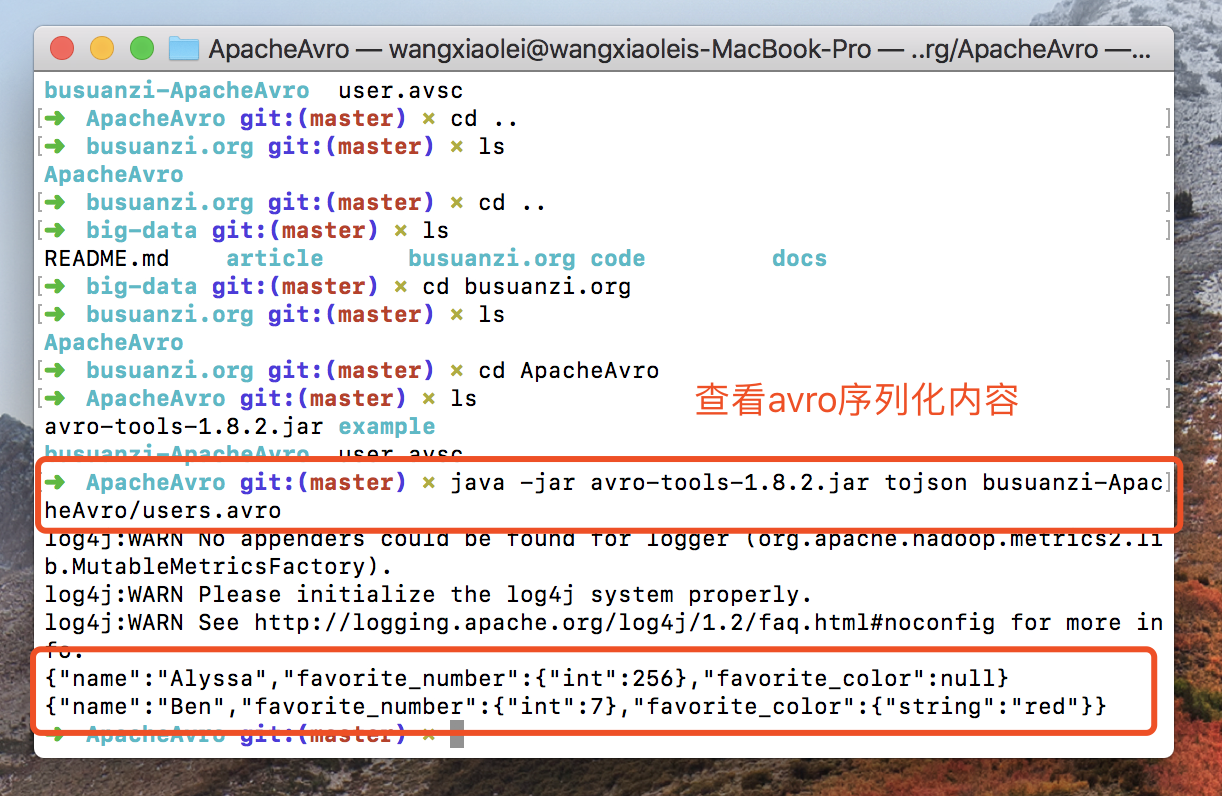 ApacheAvro — wangxiaolei@wangxiaoleis-MacBook-Pro — ..rg/ApacheAvro —...
busuanzi-ApacheAvro  user.avsc
[➜  ApacheAvro git:(master) × cd ..]
[➜  busuanzi.org git:(master) × ls]
ApacheAvro
[➜  busuanzi.org git:(master) × cd ..]
[➜  big-data git:(master) × ls]
README.md    article      busuanzi.org code         docs
[➜  big-data git:(master) × cd busuanzi.org]
[➜  busuanzi.org git:(master) × ls]
ApacheAvro
[➜  busuanzi.org git:(master) × cd ApacheAvro]
[➜  ApacheAvro git:(master) × ls]
查看avro序列化内容
avro-tools-1.8.2.jar example
busuanzi-ApacheAvro  user.avsc
➜  ApacheAvro git:(master) × java -jar avro-tools-1.8.2.jar tojson busuanzi-Apac]
heAvro/users.avro
log4j:WARN No appenders could be found for logger (org.apache.hadoop.metrics2.li
b.MutableMetricsFactory).
log4j:WARN Please initialize the log4j system properly.
log4j:WARN See http://logging.apache.org/log4j/1.2/faq.html#noconfig for more in
fo.
{"name":"Alyssa","favorite_number":{"int":256},"favorite_color":null}
{"name":"Ben","favorite_number":{"int":7},"favorite_color":{"string":"red"}}
➜  ApacheAvro git:(master) ×